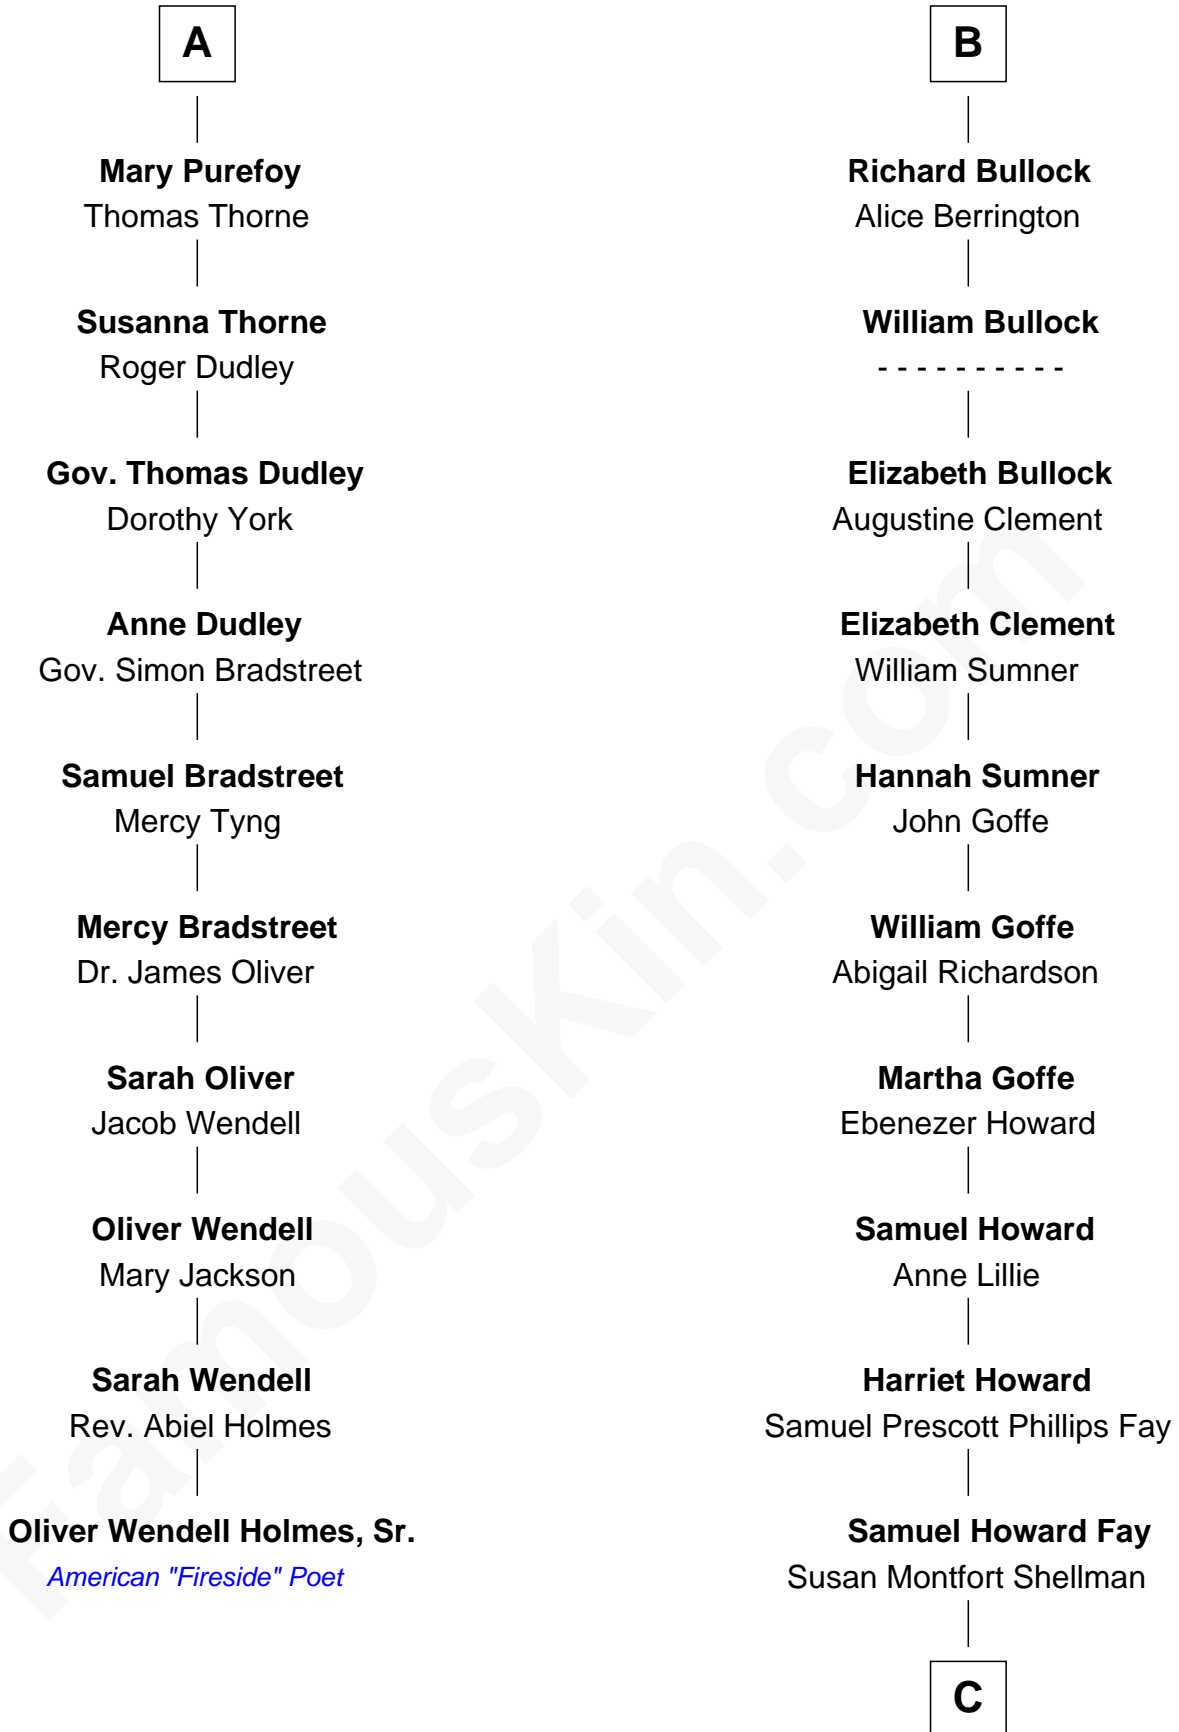 A
Mary Purefoy
Thomas Thorne
Susanna Thorne
Roger Dudley
Gov. Thomas Dudley
Dorothy York
Anne Dudley
Gov. Simon Bradstreet
Samuel Bradstreet
Mercy Tyng
Mercy Bradstreet
Dr. James Oliver
Sarah Oliver
Jacob Wendell
Oliver Wendell
Mary Jackson
Sarah Wendell
Rev. Abiel Holmes
Oliver Wendell Holmes, Sr.
American "Fireside" Poet
B
Richard Bullock
Alice Berrington
William Bullock
- - - - - - - - - -
Elizabeth Bullock
Augustine Clement
Elizabeth Clement
William Sumner
Hannah Sumner
John Goffe
William Goffe
Abigail Richardson
Martha Goffe
Ebenezer Howard
Samuel Howard
Anne Lillie
Harriet Howard
Samuel Prescott Phillips Fay
Samuel Howard Fay
Susan Montfort Shellman
C
FamousKin.com